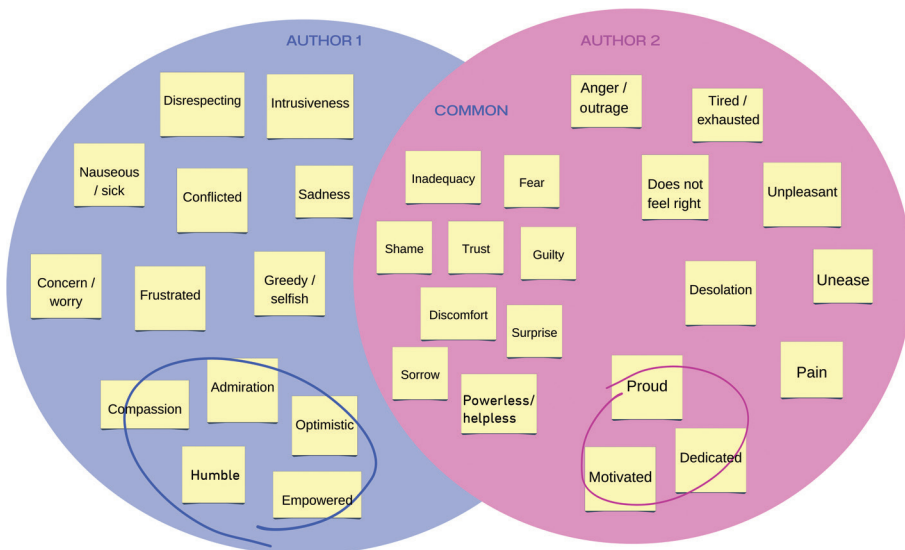 AUTHOR 1
Disrespecting
Intrusiveness
Nauseous
/ sick
Conflicted
Sadness
Concern /
worry
Frustrated
Greedy /
selfish
Compassion
Admiration
Optimistic
Humble
Empowered
COMMON
Inadequacy
Fear
Shame
Trust
Guilty
Discomfort
Surprise
Sorrow
Powerless/
helpless
AUTHOR 2
Anger /
outrage
Tired /
exhausted
Does not
feel right
Unpleasant
Desolation
Unease
Pain
Proud
Motivated
Dedicated